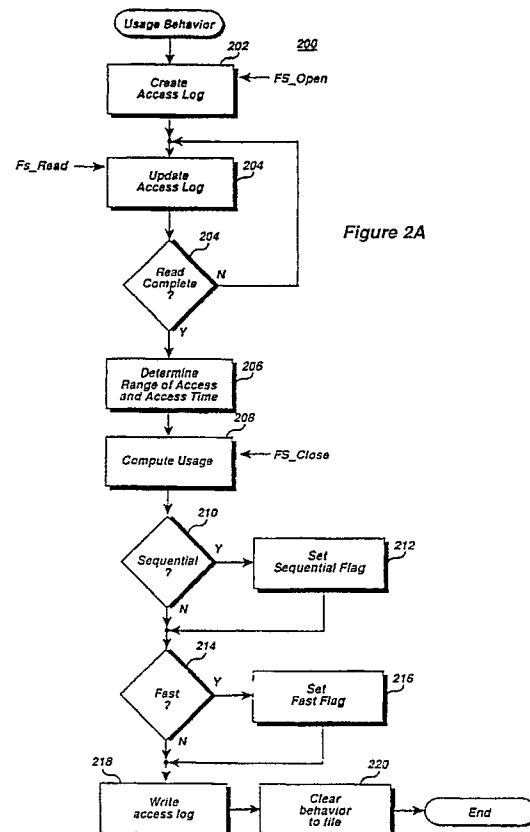 Usage Behavior
200
202
Create
Access Log
FS_Open
Fs_Read
Update
Access Log
204
Figure 2A
204
Read
Complete
?
N
Y
Determine
Range of Access
and Access Time
206
208
Compute Usage
FS_Close
210
Sequential
?
Y
N
Set
Sequential Flag
212
214
Fast
?
Y
N
Set
Fast Flag
216
218
Write
access log
220
Clear
behavior
to file
End